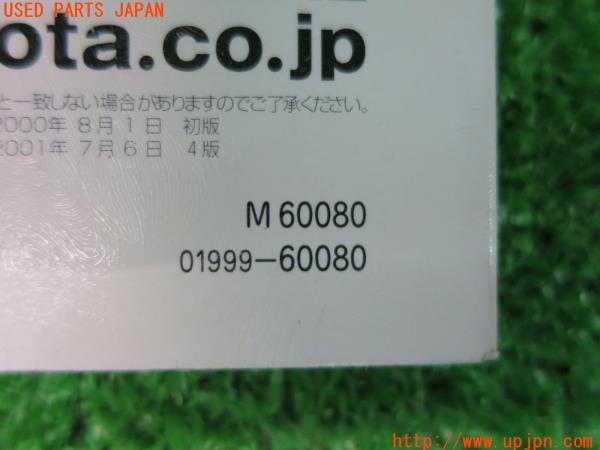 USED PARTS JAPAN
ota.co.jp
と一致しない場合がありますのでご了承ください。
2000年 8月 1日 初版
2001年 7月 6日 4版
M 60080
01999-60080
http://www.upjpn.com/